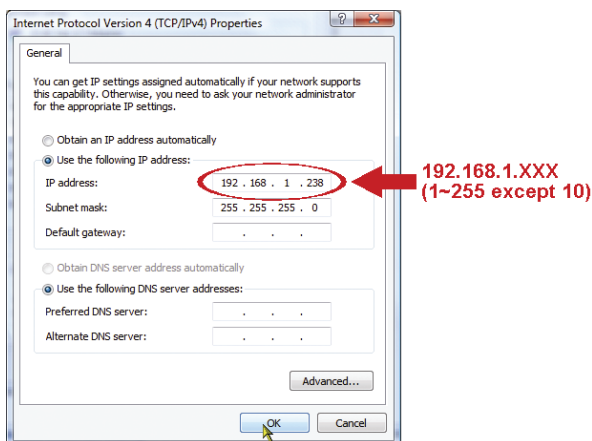 Internet Protocol Version 4 (TCP/IPv4) Properties
General
You can get IP settings assigned automatically if your network supports
this capability. Otherwise, you need to ask your network administrator
for the appropriate IP settings.
Obtain an IP address automatically
Use the following IP address:
IP address: 192 . 168 . 1 . 238
Subnet mask: 255 . 255 . 255 . 0
Default gateway: . . .
192.168.1.XXX
(1~255 except 10)
Obtain DNS server address automatically
Use the following DNS server addresses:
Preferred DNS server: . . .
Alternate DNS server: . . .
Advanced...
OK Cancel